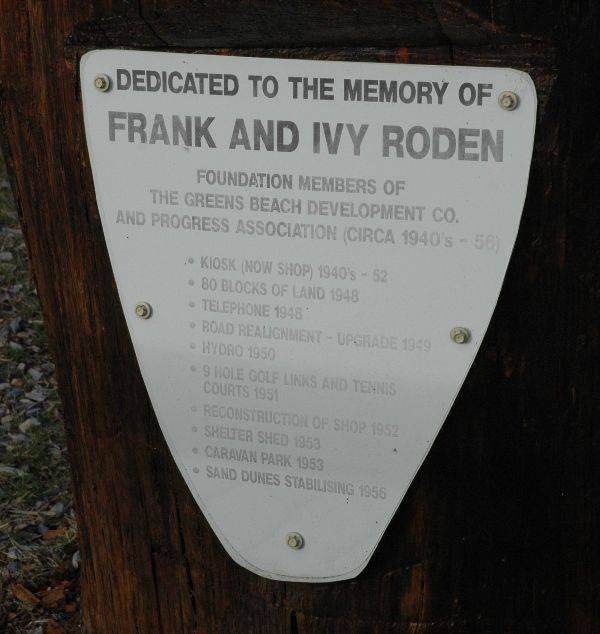 DEDICATED TO THE MEMORY OF
FRANK AND IVY RODEN
FOUNDATION MEMBERS OF
THE GREENS BEACH DEVELOPMENT CO.
AND PROGRESS ASSOCIATION (CIRCA 1940's - 56)
• KIOSK (NOW SHOP) 1940's - 52
• 80 BLOCKS OF LAND 1948
• TELEPHONE 1948
• ROAD REALIGNMENT - UPGRADE 1949
• HYDRO 1950
• 9 HOLE GOLF LINKS AND TENNIS
COURTS 1951
• RECONSTRUCTION OF SHOP 1952
• SHELTER SHED 1953
• CARAVAN PARK 1953
• SAND DUNES STABILISING 1956